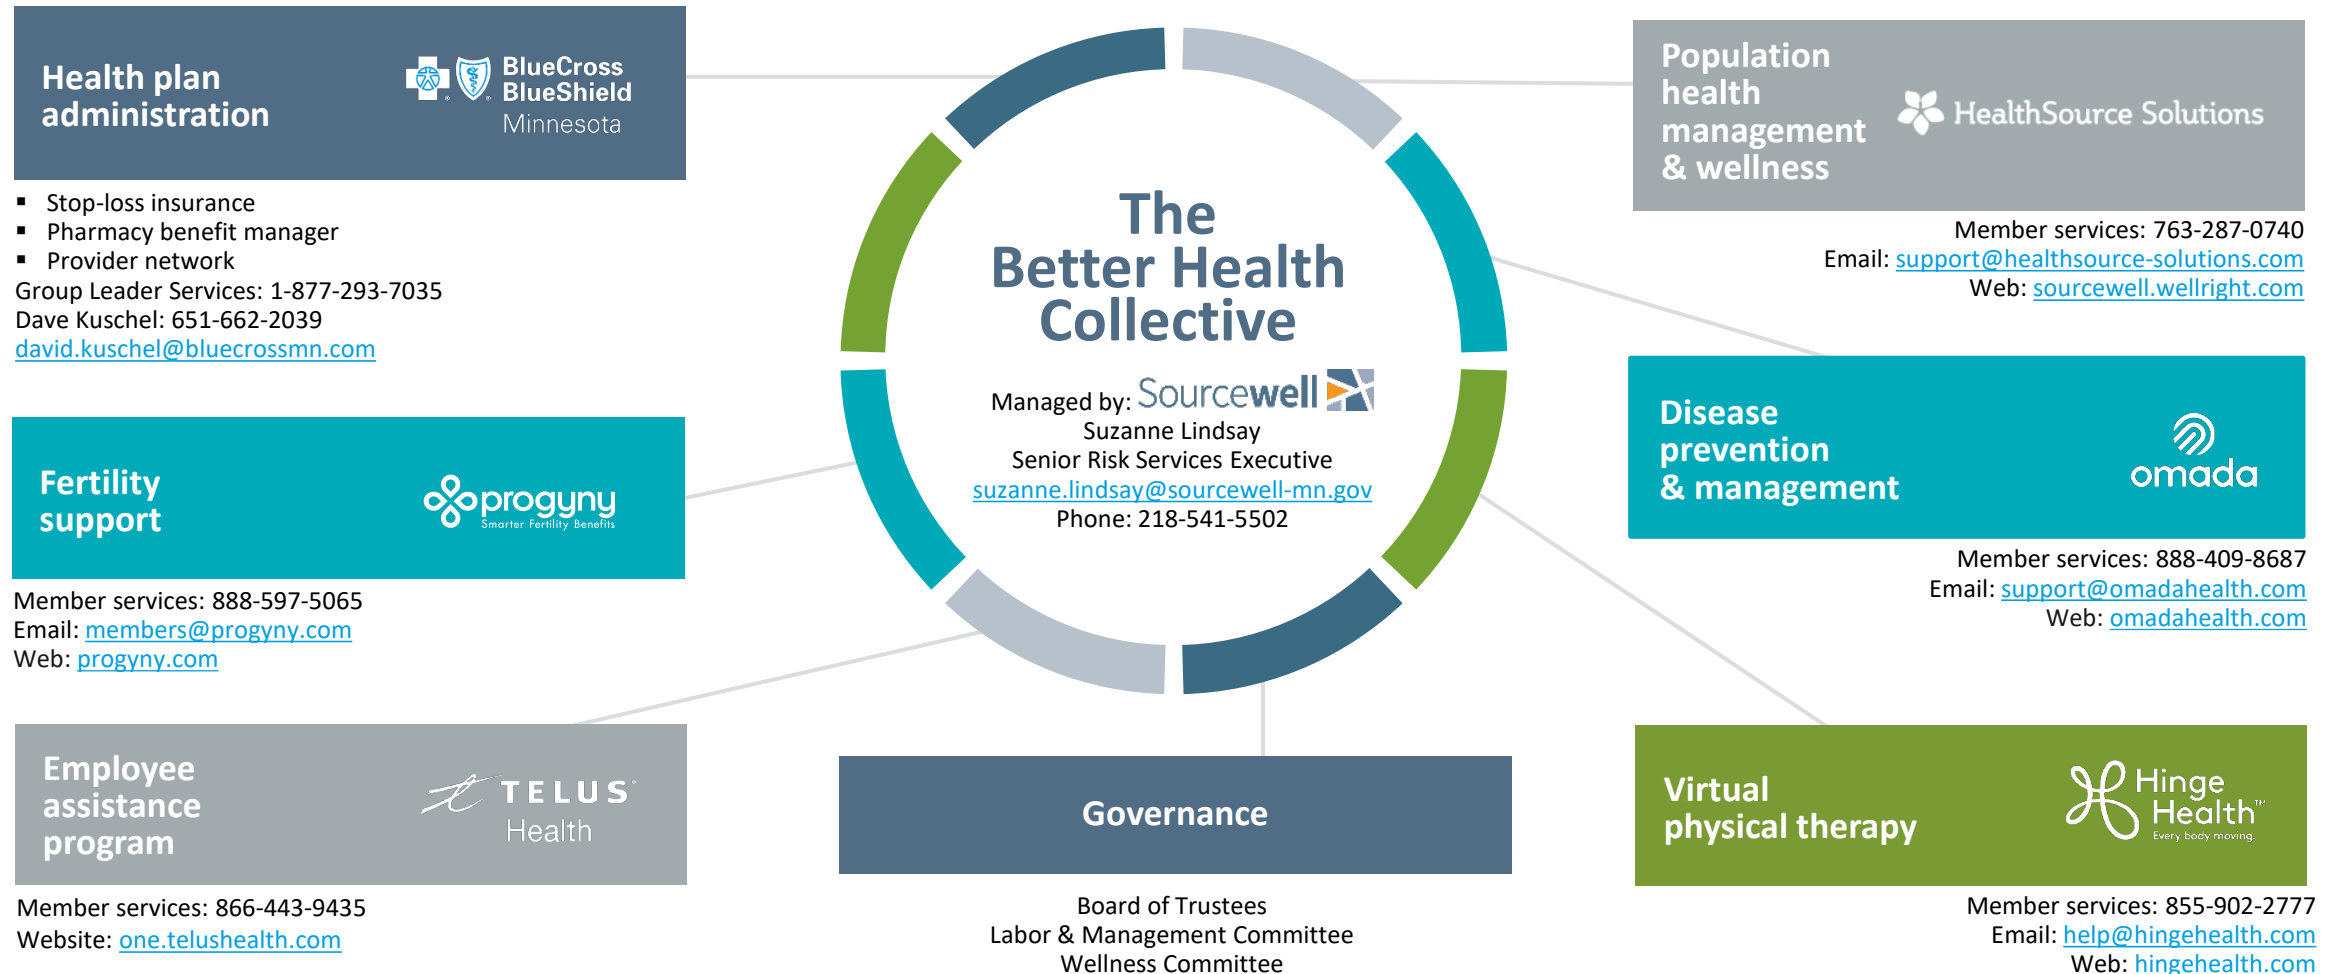 Health plan
administration
BlueCross
BlueShield
Minnesota
▪ Stop-loss insurance
▪ Pharmacy benefit manager
▪ Provider network
Group Leader Services: 1-877-293-7035
Dave Kuschel: 651-662-2039
david.kuschel@bluecrossmn.com
Fertility
support
progyny
Smarter Fertility Benefits
Member services: 888-597-5065
Email: members@progyny.com
Web: progyny.com
Employee
assistance
program
TELUS®
Health
Member services: 866-443-9435
Website: one.telushealth.com
The
Better Health
Collective
Managed by: Sourcewell
Suzanne Lindsay
Senior Risk Services Executive
suzanne.lindsay@sourcewell-mn.gov
Phone: 218-541-5502
Governance
Board of Trustees
Labor & Management Committee
Wellness Committee
Population
health
management
& wellness
HealthSource Solutions
Member services: 763-287-0740
Email: support@healthsource-solutions.com
Web: sourcewell.wellright.com
Disease
prevention
& management
omada
Member services: 888-409-8687
Email: support@omadahealth.com
Web: omadahealth.com
Virtual
physical therapy
Hinge
Health™
Every body moving.
Member services: 855-902-2777
Email: help@hingehealth.com
Web: hingehealth.com